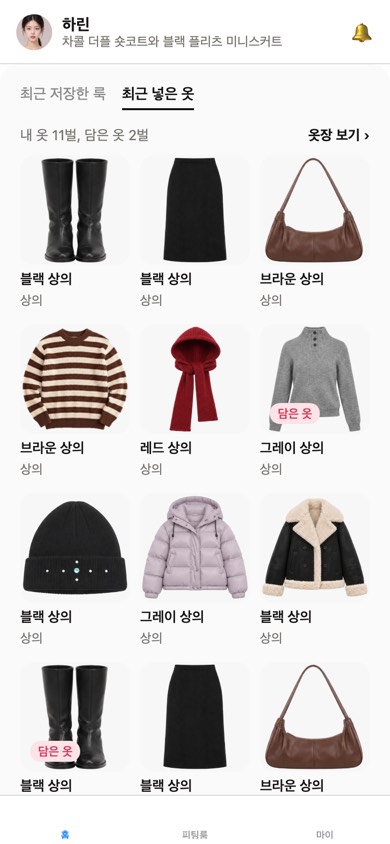 하린
차콜 더플 숏코트와 블랙 플리츠 미니스커트
최근 저장한 룩 최근 넣은 옷
내 옷 11벌, 담은 옷 2벌 옷장 보기 ›
블랙 상의 블랙 상의 브라운 상의
상의 상의 상의
담은 옷
브라운 상의 레드 상의 그레이 상의
상의 상의 상의
블랙 상의 그레이 상의 블랙 상의
상의 상의 상의
담은 옷
블랙 상의 블랙 상의 브라운 상의
홈 피팅룸 마이